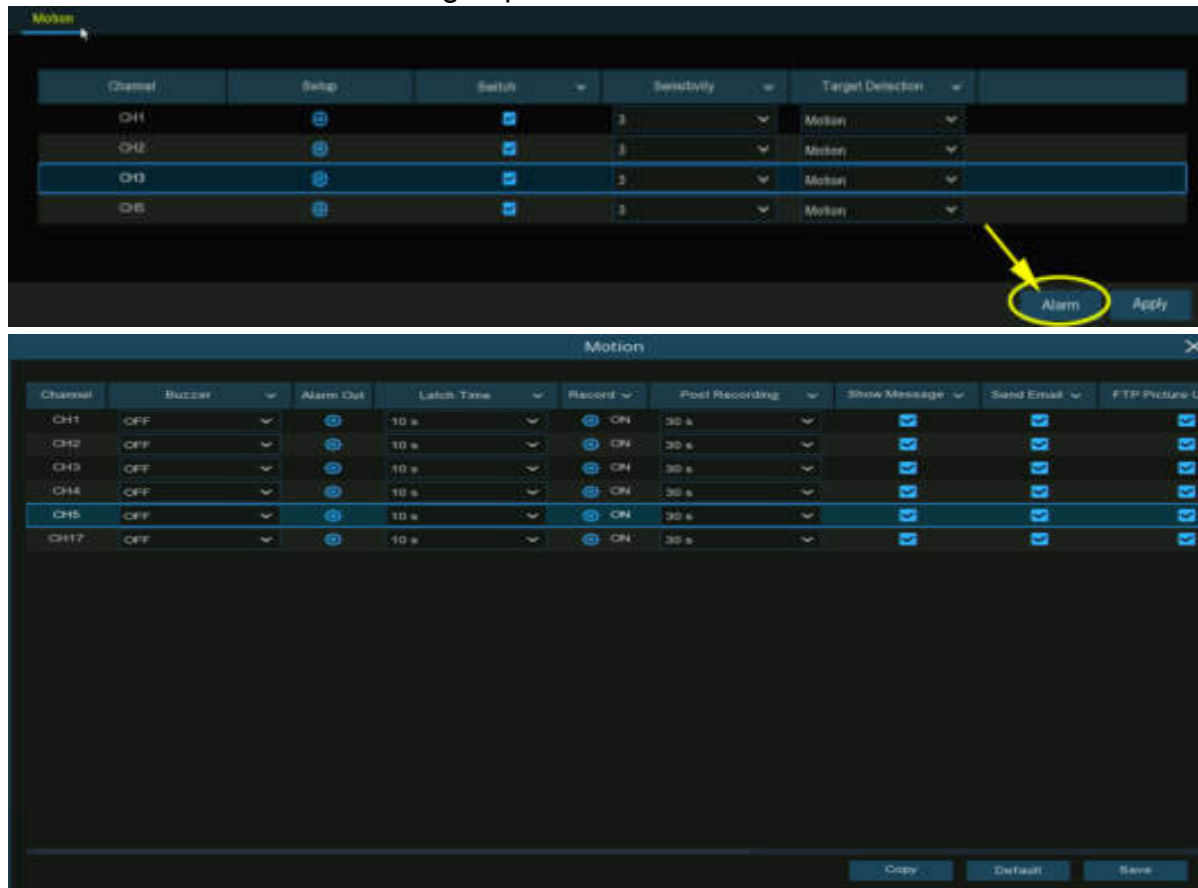 Motion
Channel Setup Switch Sensitivity Target Detection
CH1 3 Motion
CH2 3 Motion
CH3 3 Motion
CH5 3 Motion
Alarm Apply
Motion
Channel Buzzer Alarm Out Latch Time Record Post Recording Show Message Send Email FTP Picture U
CH1 OFF 10 s ON 30 s
CH2 OFF 10 s ON 30 s
CH3 OFF 10 s ON 30 s
CH4 OFF 10 s ON 30 s
CH5 OFF 10 s ON 30 s
CH17 OFF 10 s ON 30 s
Copy Default Save